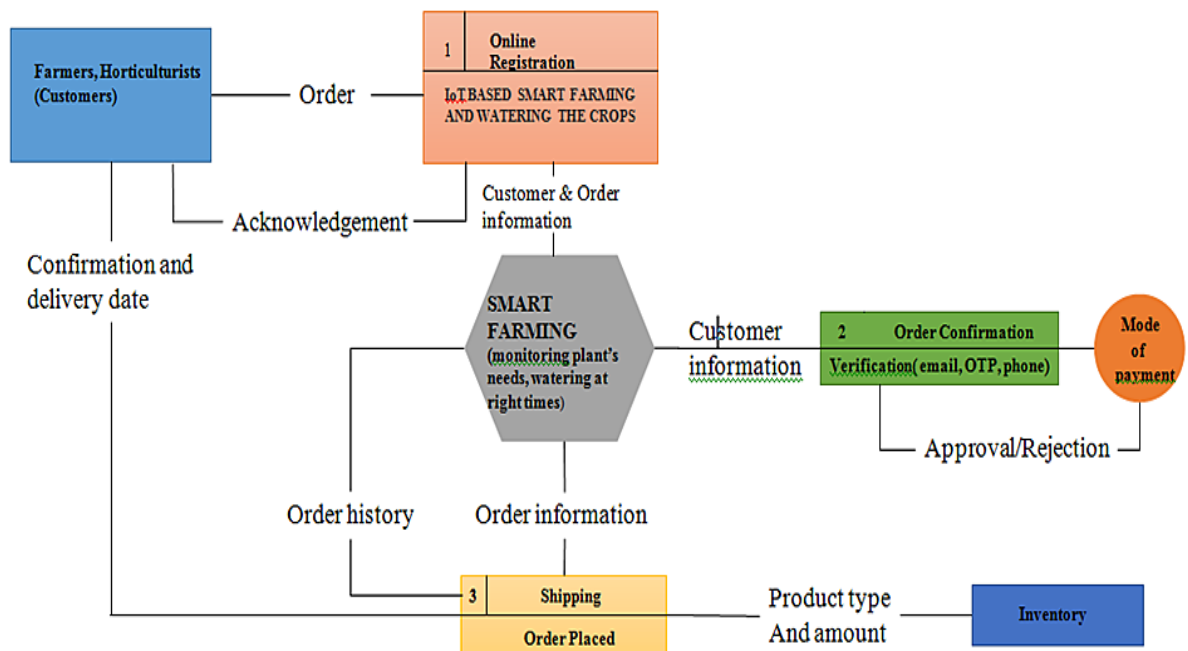 Farmers, Horticulturists
(Customers)
Order
1
Online
Registration
IoT BASED SMART FARMING
AND WATERING THE CROPS
Acknowledgement
Customer & Order
information
Confirmation and
delivery date
SMART
FARMING
(monitoring plant's
needs, watering at
right times)
Customer
information
2 Order Confirmation
Verification( email, OTP, phone)
Mode
of
payment
Approval/Rejection
Order history
Order information
3 Shipping
Order Placed
Product type
And amount
Inventory